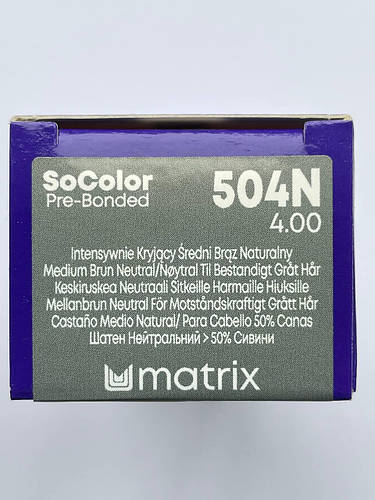 SoColor
Pre-Bonded
504N
4.00
Intensywnie Kryjący Średni Brąz Naturalny
Medium Brun Neutral/Nøytral Til Bestandigt Gråt Hår
Keskiruskea Neutraali Sitkeille Harmaille Hiuksille
Mellanbrun Neutral För Motståndskraftigt Grått Hår
Castaño Medio Natural/ Para Cabello 50% Canas
Шатен Нейтральний > 50% Сивини
matrix